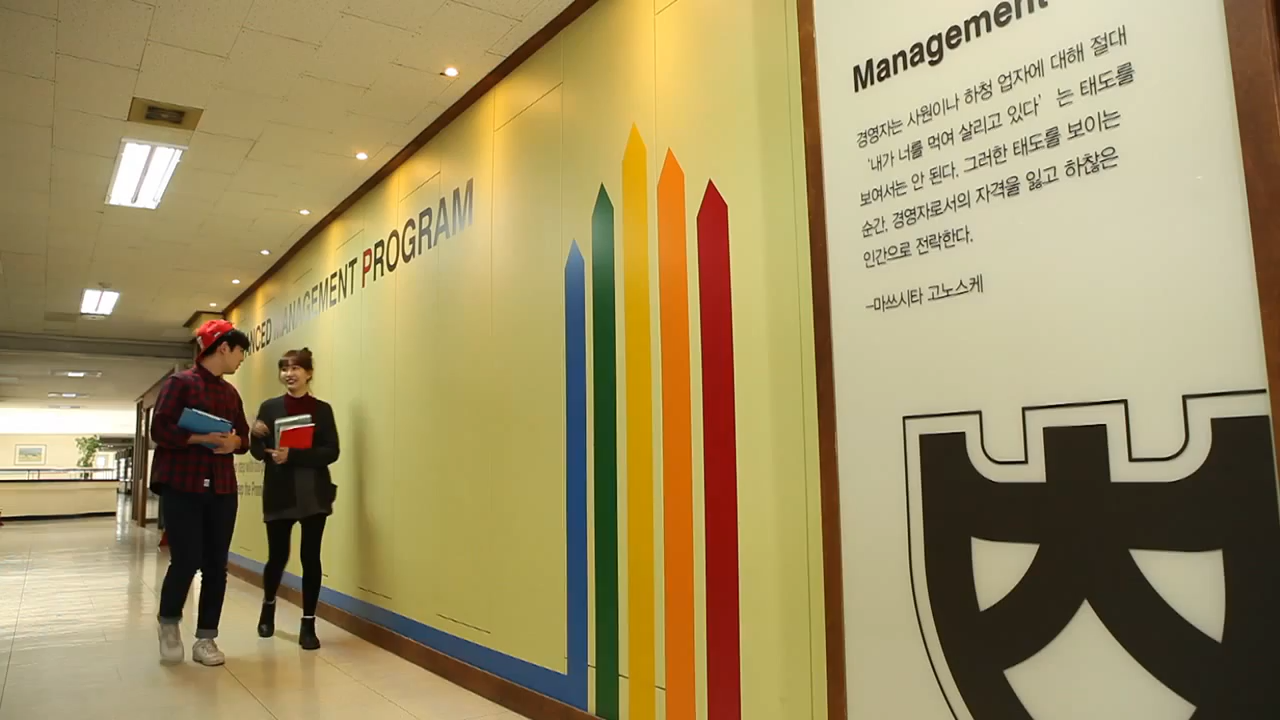 ANCED MANAGEMENT PROGRAM
Management
경영자는 사원이나 하청 업자에 대해 절대
'내가 너를 먹여 살리고 있다' 는 태도를
보여서는 안 된다. 그러한 태도를 보이는
순간, 경영자로서의 자격을 잃고 하찮은
인간으로 전락한다.
-마쓰시타 고노스케